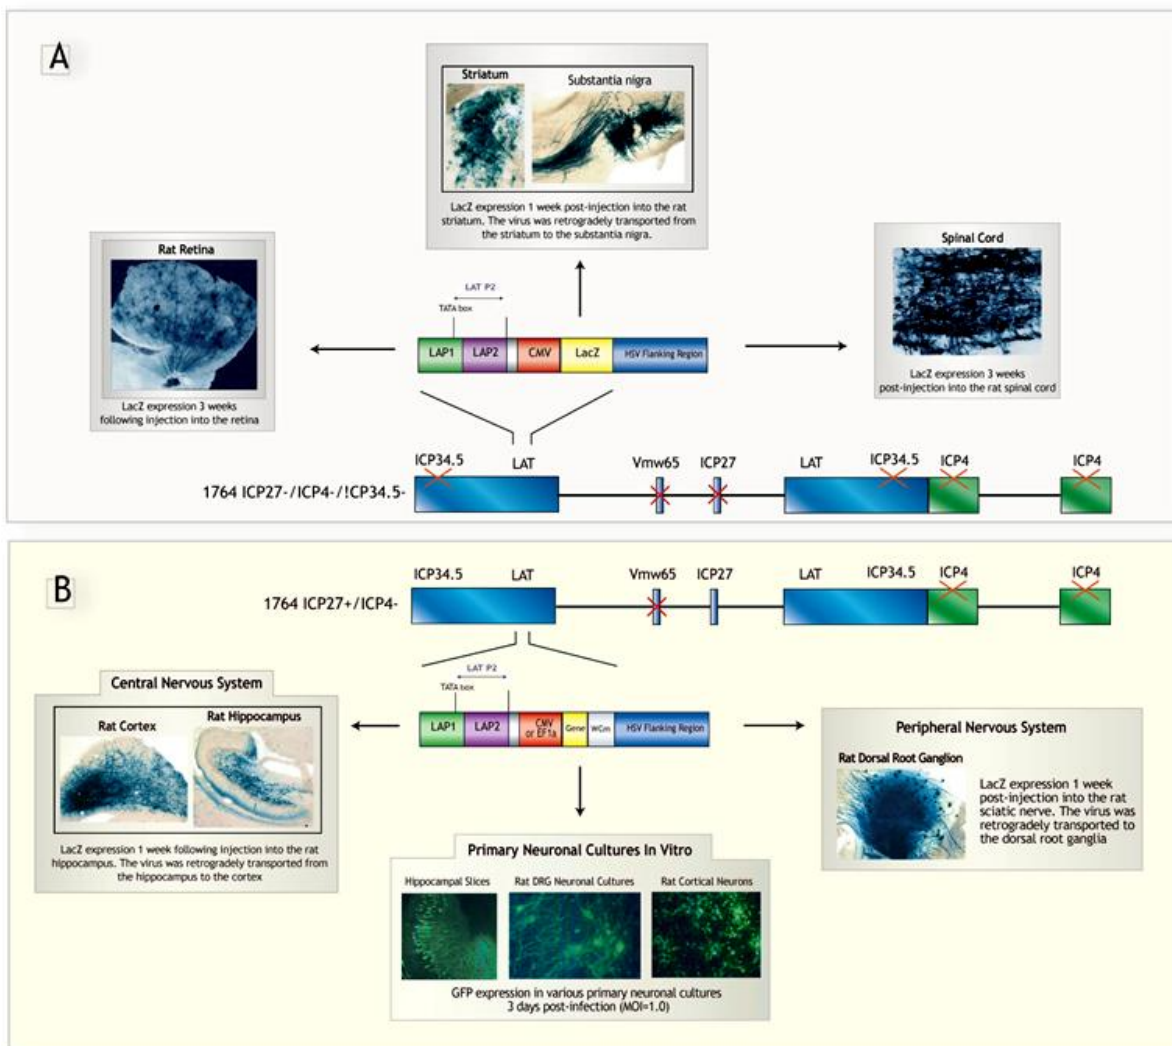 A
Striatum
Substantia nigra
LacZ expression 1 week post-injection into the rat
striatum. The virus was retrogradely transported from
the striatum to the substantia nigra.
Rat Retina
LacZ expression 3 weeks
following injection into the retina
Spinal Cord
LacZ expression 3 weeks
post-injection into the rat spinal cord
LAT P2
TATA box
LAP1 LAP2 CMV LacZ HSV Flanking Region
ICP34.5 LAT Vmw65 ICP27 LAT ICP34.5 ICP4 ICP4
1764 ICP27-/ICP4-/!CP34.5-
B
ICP34.5 LAT Vmw65 ICP27 LAT ICP34.5 ICP4 ICP4
1764 ICP27+/ICP4-
LAT P2
TATA box
LAP1 LAP2 CMV or EF1a Gene WCm HSV Flanking Region
Central Nervous System
Rat Cortex
Rat Hippocampus
LacZ expression 1 week following injection into the rat
hippocampus. The virus was retrogradely transported from
the hippocampus to the cortex
Peripheral Nervous System
Rat Dorsal Root Ganglion
LacZ expression 1 week
post-injection into the rat
sciatic nerve. The virus was
retrogradely transported to
the dorsal root ganglia
Primary Neuronal Cultures In Vitro
Hippocampal Slices
Rat DRG Neuronal Cultures
Rat Cortical Neurons
GFP expression in various primary neuronal cultures
3 days post-infection (MOI=1.0)